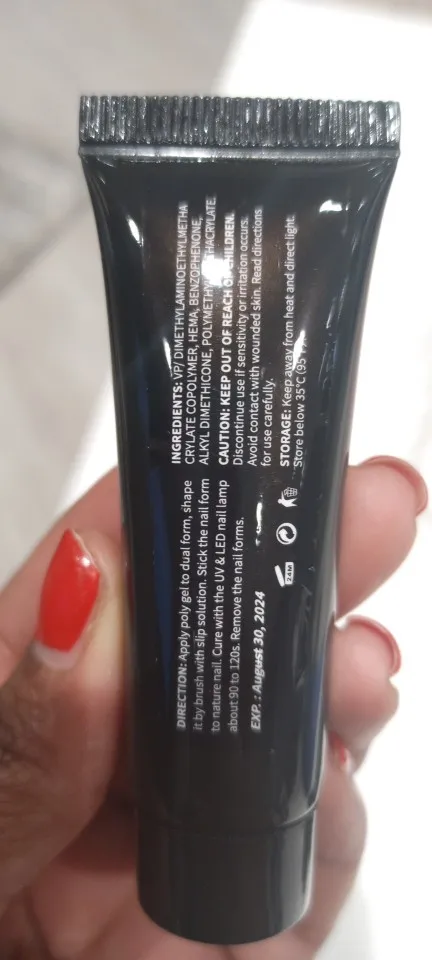 INGREDIENTS: VP/ DIMETHYLAMINOETHYLMETHA
CRYLATE COPOLYMER, HEMA, BENZOPHENONE,
ALKYL DIMETHICONE,
CAUTION: KEEP OUT OF REACH OF CHILDREN.
Discontinue use if sensitivity or irritation occurs.
Avoid contact with wounded skin. Read directions
for use carefully.
STORAGE: Keep away from heat and direct light.
Store below 35°C (95
DIRECTION: Apply poly gel to dual form, shape
it by brush with slip solution. Stick the nail form
to nature nail. Cure with the UV & LED nail lamp
about 90 to 120s. Remove the nail forms.
EXP. : August 30, 2024
24M